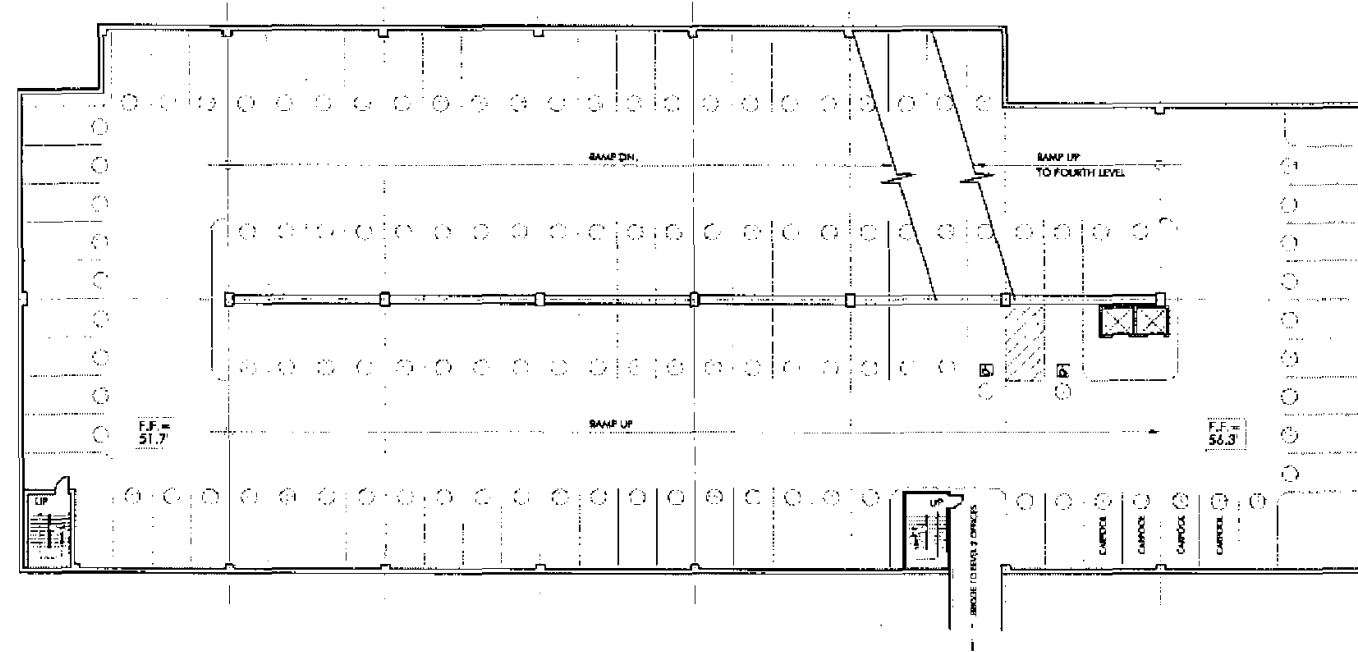 RAMP DN.
RAMP UP
TO FOURTH LEVEL
F.F. =
51.7'
RAMP UP
F.F. =
56.3'
UP
UP
BRIDGE TO LEVEL 2 OFFICES
CARPOOL
CARPOOL
CARPOOL
CARPOOL